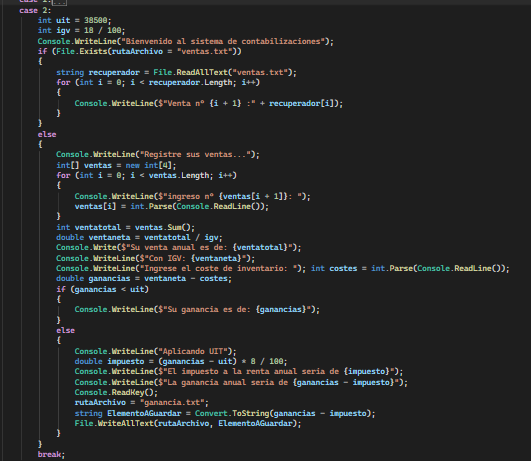 case 1:...
case 2:
int uit = 38500;
int igv = 18 / 100;
Console.WriteLine("Bienvenido al sistema de contabilizaciones");
if (File.Exists(rutaArchivo = "ventas.txt"))
{
string recuperador = File.ReadAllText("ventas.txt");
for (int i = 0; i < recuperador.Length; i++)
{
Console.WriteLine($"Venta n° {i + 1} :" + recuperador[i]);
}
}
else
{
Console.WriteLine("Registre sus ventas...");
int[] ventas = new int[4];
for (int i = 0; i < ventas.Length; i++)
{
Console.WriteLine($"ingreso n° {ventas[i + 1]}: ");
ventas[i] = int.Parse(Console.ReadLine());
}
int ventatotal = ventas.Sum();
double ventaneta = ventatotal / igv;
Console.Write($"Su venta anual es de: {ventatotal}");
Console.WriteLine($"Con IGV: {ventaneta}");
Console.WriteLine("Ingrese el coste de inventario: "); int costes = int.Parse(Console.ReadLine());
double ganancias = ventaneta - costes;
if (ganancias < uit)
{
Console.WriteLine($"Su ganancia es de: {ganancias}");
}
else
{
Console.WriteLine("Aplicando UIT");
double impuesto = (ganancias - uit) * 8 / 100;
Console.WriteLine($"El impuesto a la renta anual seria de {impuesto}");
Console.WriteLine($"La ganancia anual seria de {ganancias - impuesto}");
Console.ReadKey();
rutaArchivo = "ganancia.txt";
string ElementoAGuardar = Convert.ToString(ganancias - impuesto);
File.WriteAllText(rutaArchivo, ElementoAGuardar);
}
}
break;